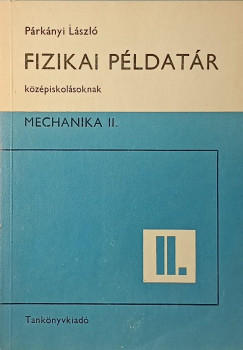 Párkányi László
FIZIKAI PÉLDATÁR
középiskolásoknak
MECHANIKA II.
II.
Tankönyvkiadó